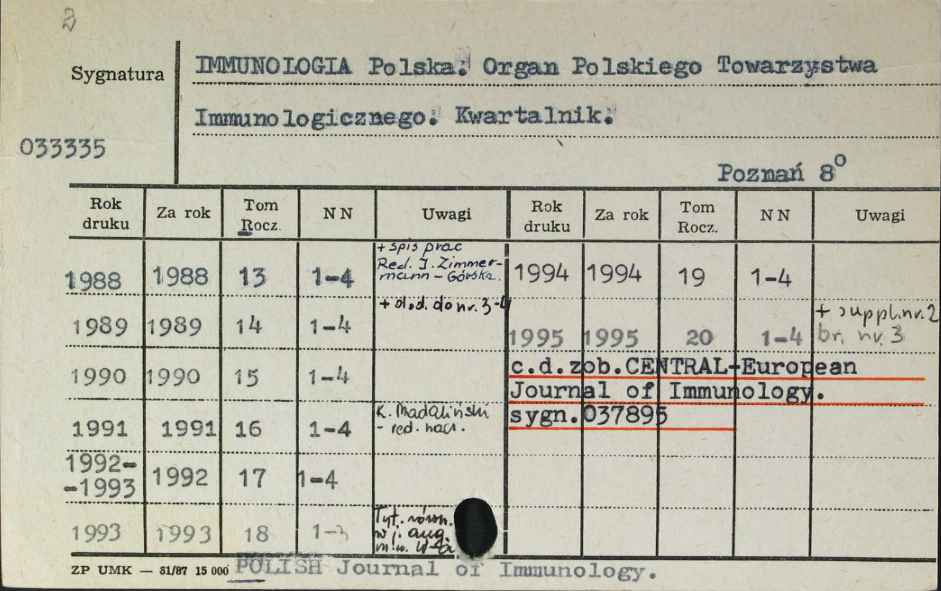 2
Sygnatura
IMMUNOLOGIA Polska. Organ Polskiego Towarzystwa
Immunologicznego. Kwartalnik.
033335
Poznań 8⁰
Rok druku Za rok Tom Rocz. NN Uwagi Rok druku Za rok Tom Rocz. NN Uwagi
1988 1988 13 1-4 + spis prac Red. J. Zimmermann-Górska. 1994 1994 19 1-4
1989 1989 14 1-4 + dod. do nr. 3-4 1995 1995 20 1-4 + suppl. nr. 2 br. nr. 3
1990 1990 15 1-4 c.d.zob.CENTRAL-European
Journal of Immunology.
1991 1991 16 1-4 K. Madaliński - red. nacz. sygn.037895
1992--1993 1992 17 1-4
1993 1993 18 1-3 Tyt. równ. w j. ang.
ZP UMK — 81/87 15 000 POLISH Journal of Immunology.